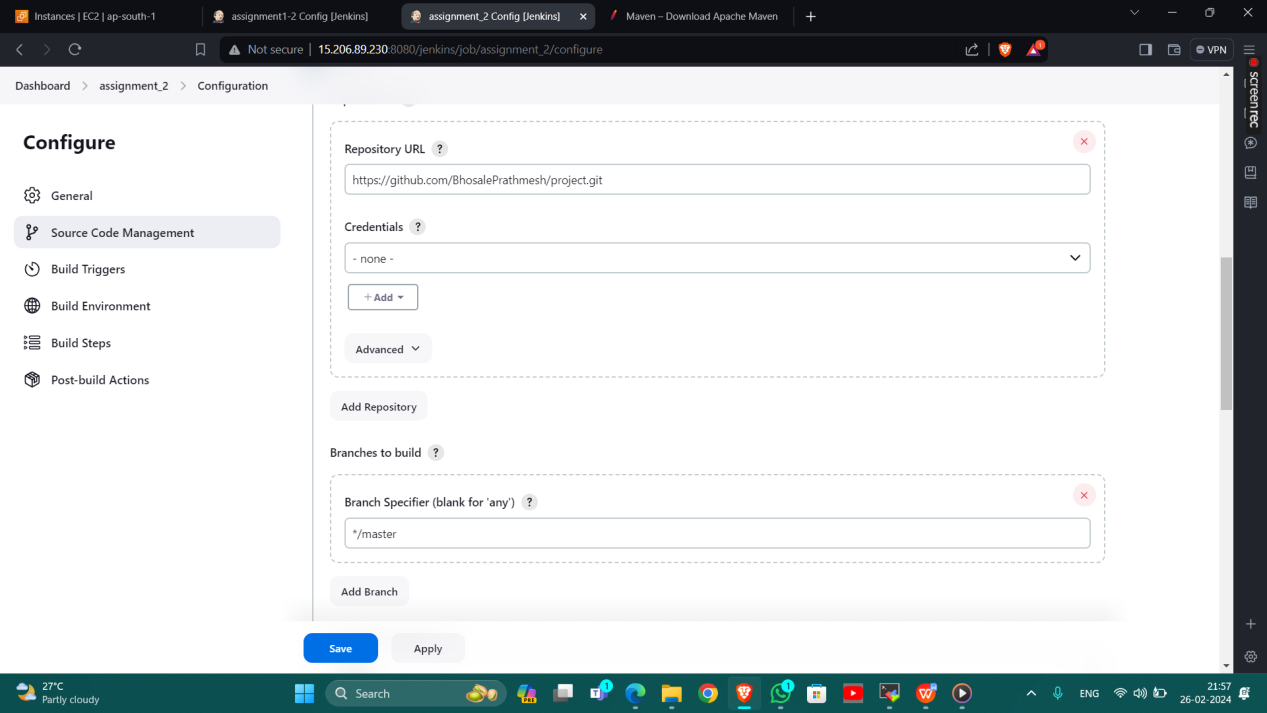 Instances | EC2 | ap-south-1
assignment1-2 Config [Jenkins]
assignment_2 Config [Jenkins]
Maven – Download Apache Maven
Not secure
15.206.89.230:8080/jenkins/job/assignment_2/configure
1
VPN
Dashboard
assignment_2
Configuration
screenrec
Configure
General
Source Code Management
Build Triggers
Build Environment
Build Steps
Post-build Actions
Repository URL ?
https://github.com/BhosalePrathmesh/project.git
Credentials ?
- none -
+ Add
Advanced
Add Repository
Branches to build ?
Branch Specifier (blank for 'any') ?
*/master
Add Branch
Save
Apply
27°C
Partly cloudy
Search
PRE
1
1
ENG
21:57
26-02-2024